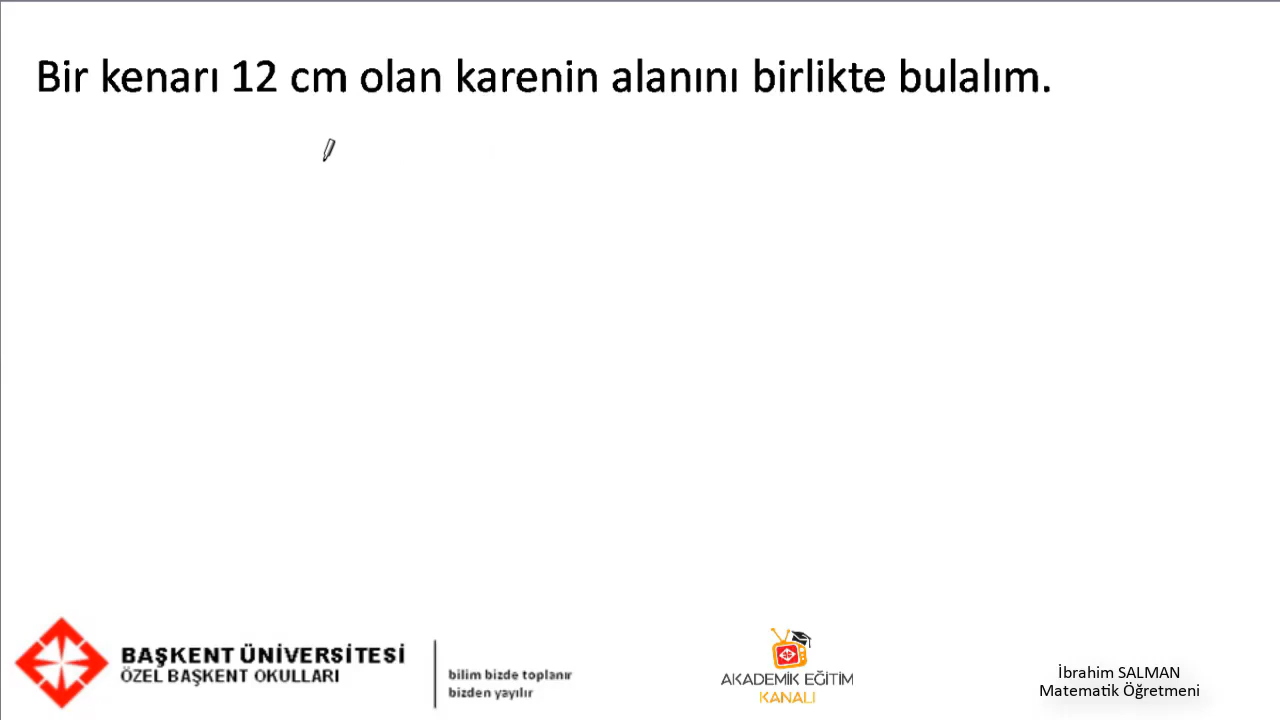 Bir kenarı 12 cm olan karenin alanını birlikte bulalım.
BAŞKENT ÜNİVERSİTESİ
ÖZEL BAŞKENT OKULLARI
bilim bizde toplanır
bizden yayılır
AKADEMİK EĞİTİM
KANALI
İbrahim SALMAN
Matematik Öğretmeni